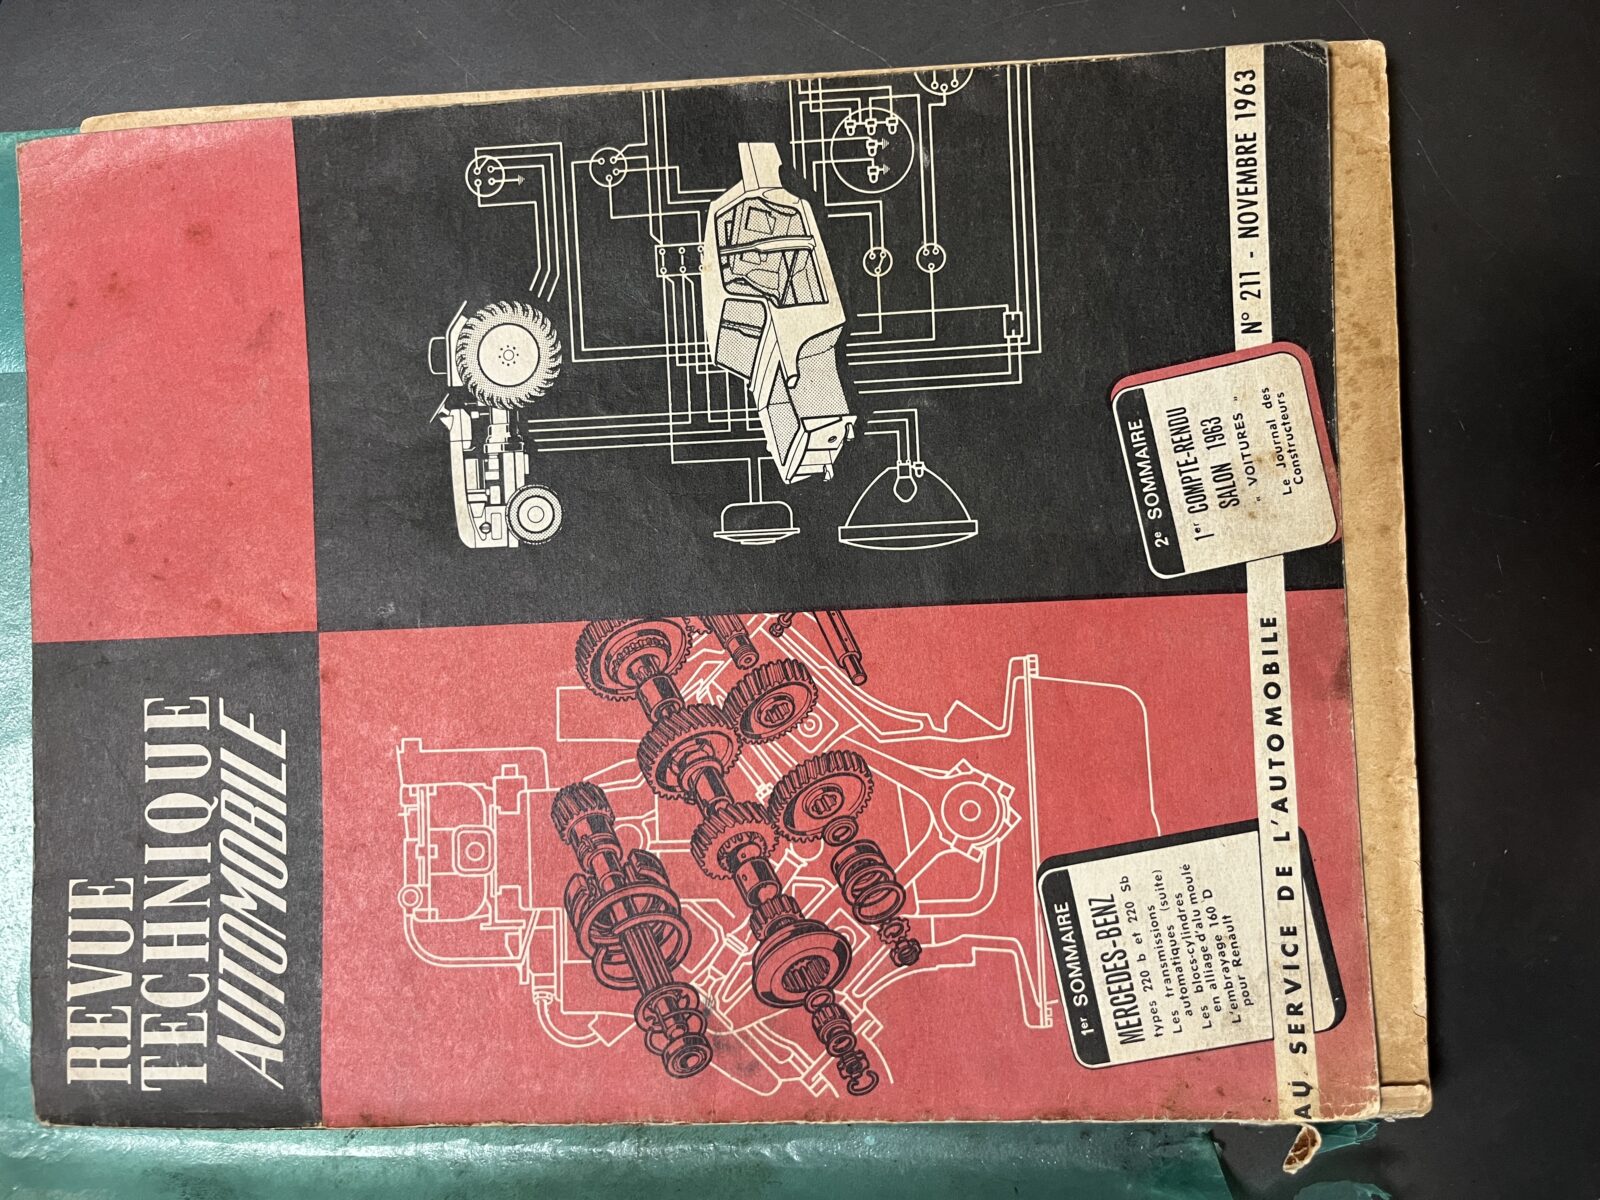 REVUE
TECHNIQUE
AUTOMOBILE
1er SOMMAIRE
MERCEDES-BENZ
types 220 b et 220 Sb
Les transmissions
automatiques (suite)
Les blocs-cylindres
en alliage d'alu moulé
L'embrayage 160 D
pour Renault
2e SOMMAIRE
1er COMPTE-RENDU
SALON 1963
" VOITURES "
Le Journal des
Constructeurs
AU SERVICE DE L'AUTOMOBILE
N° 211 - NOVEMBRE 1963